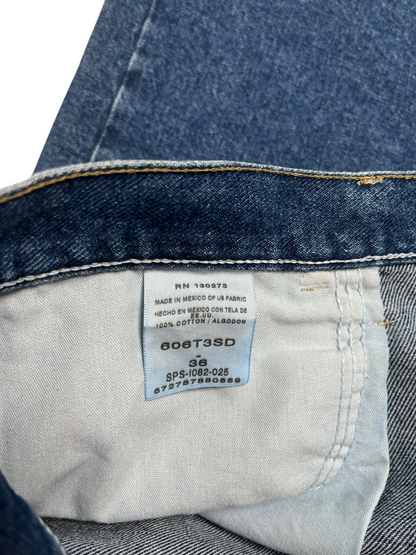 RN 130273
MADE IN MEXICO OF US FABRIC
HECHO EN MEXICO CON TELA DE
EE.UU.
100% COTTON / ALGODON
606T3SD
-
36
SPS-I082-025
672787880889